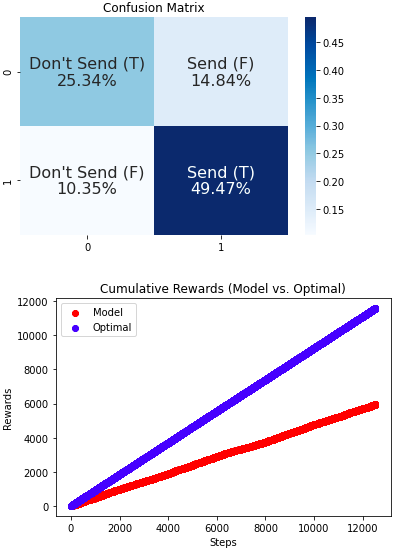 Confusion Matrix
Don't Send (T)
25.34%
Send (F)
14.84%
Don't Send (F)
10.35%
Send (T)
49.47%
0
1
0
1
0.45
0.40
0.35
0.30
0.25
0.20
0.15
Cumulative Rewards (Model vs. Optimal)
Model
Optimal
12000
10000
8000
6000
4000
2000
0
Rewards
0
2000
4000
6000
8000
10000
12000
Steps